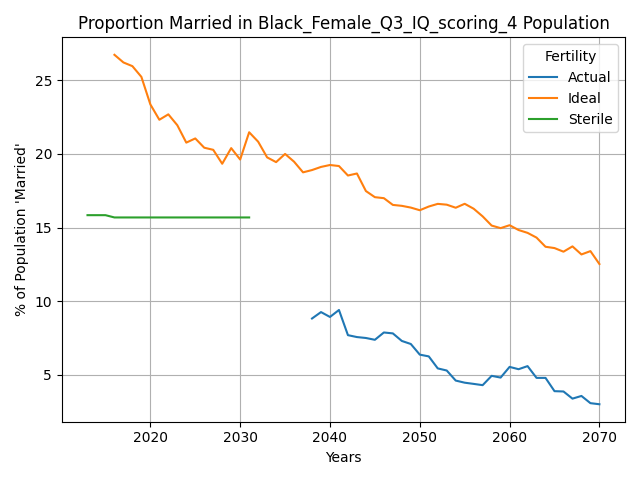 Proportion Married in Black_Female_Q3_IQ_scoring_4 Population
Fertility
Actual
Ideal
Sterile
% of Population 'Married'
25
20
15
10
5
2020 2030 2040 2050 2060 2070
Years